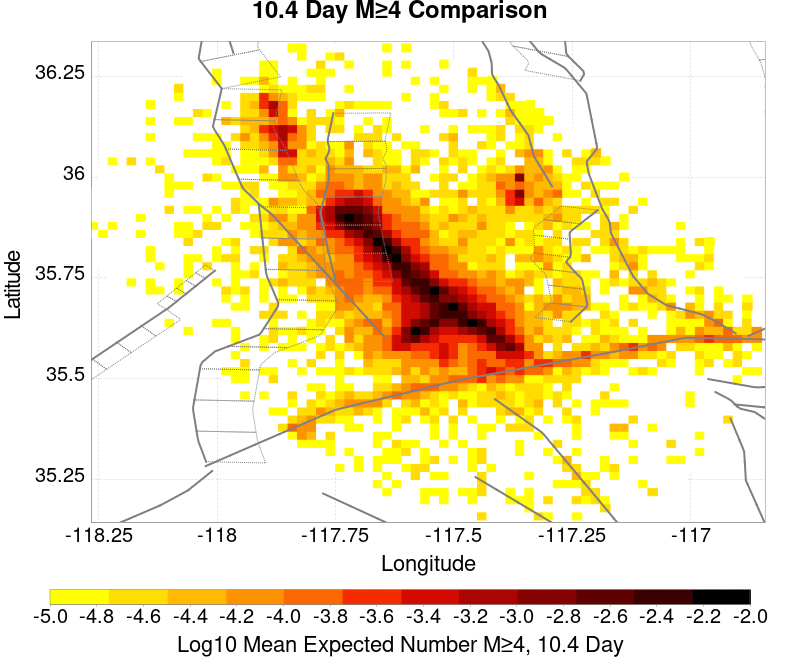 10.4 Day M≥4 Comparison
36.25
36
35.75
35.5
35.25
Latitude
-118.25 -118 -117.75 -117.5 -117.25 -117
Longitude
-5.0 -4.8 -4.6 -4.4 -4.2 -4.0 -3.8 -3.6 -3.4 -3.2 -3.0 -2.8 -2.6 -2.4 -2.2 -2.0
Log10 Mean Expected Number M≥4, 10.4 Day